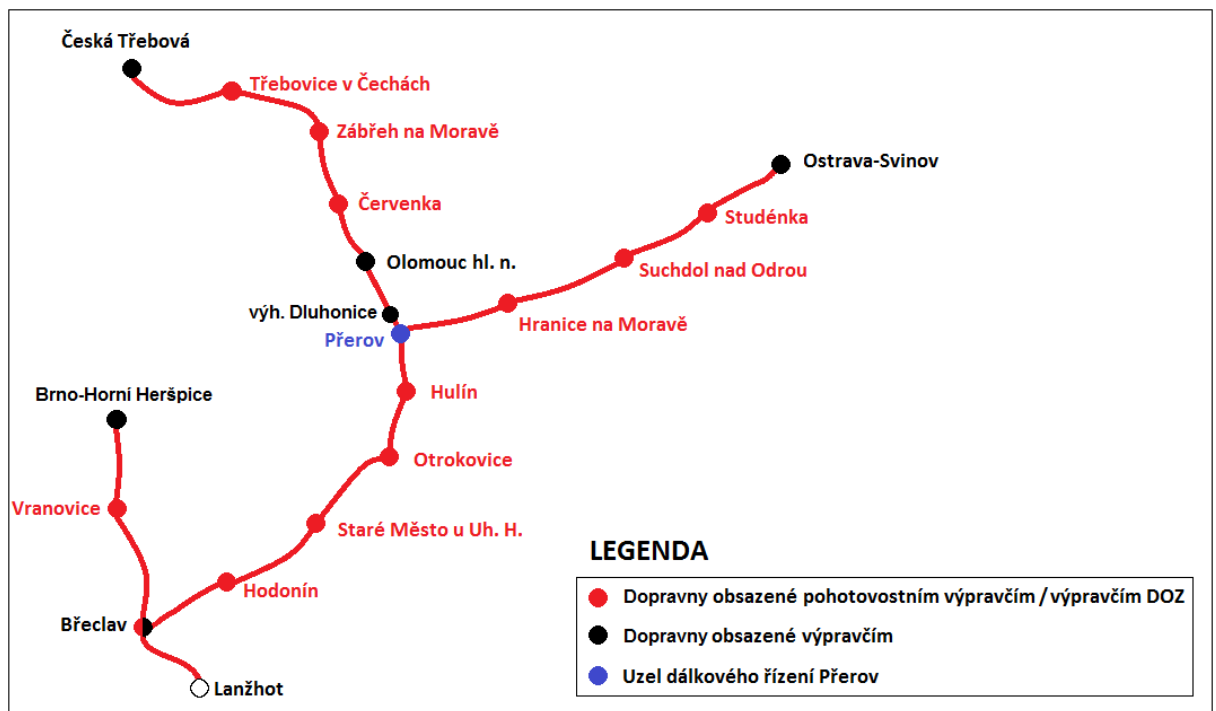 Česká Třebová
Třebovice v Čechách
Zábřeh na Moravě
Ostrava-Svinov
Červenka
Studénka
Olomouc hl. n.
Suchdol nad Odrou
výh. Dluhonice
Hranice na Moravě
Přerov
Brno-Horní Heršpice
Hulín
Otrokovice
Vranovice
Staré Město u Uh. H.
LEGENDA
Hodonín
Dopravny obsazené pohotovostním výpravčím / výpravčím DOZ
Břeclav
Dopravny obsazené výpravčím
Uzel dálkového řízení Přerov
Lanžhot